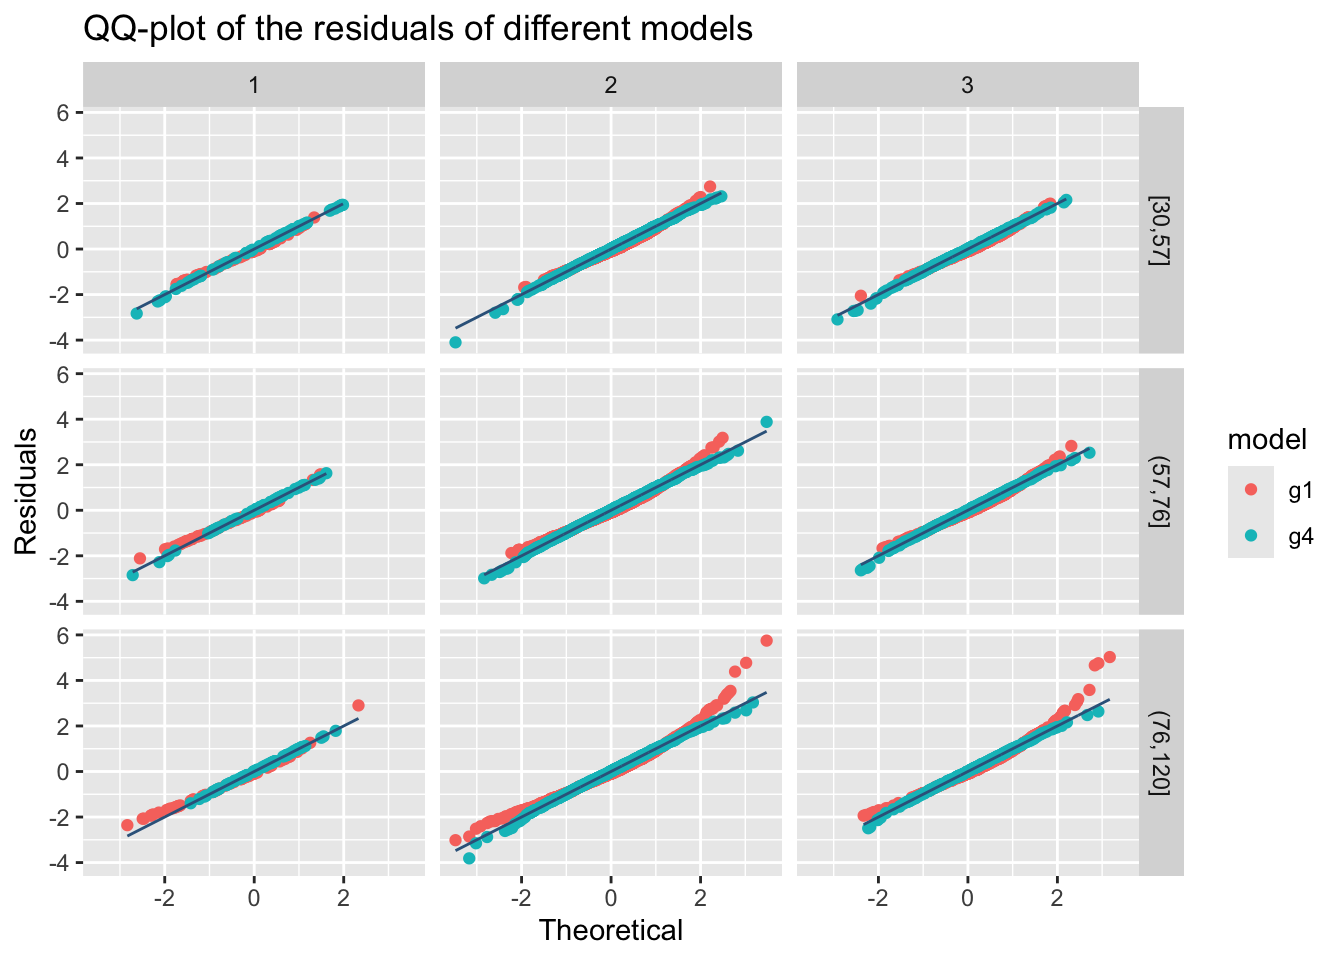 QQ-plot of the residuals of different models
1 2 3
6
4
2
0
-2
-4
[30,57]
6
4
2
0
-2
-4
(57,76]
6
4
2
0
-2
-4
(76,120]
-2 0 2 -2 0 2 -2 0 2
Theoretical
Residuals
model
g1
g4